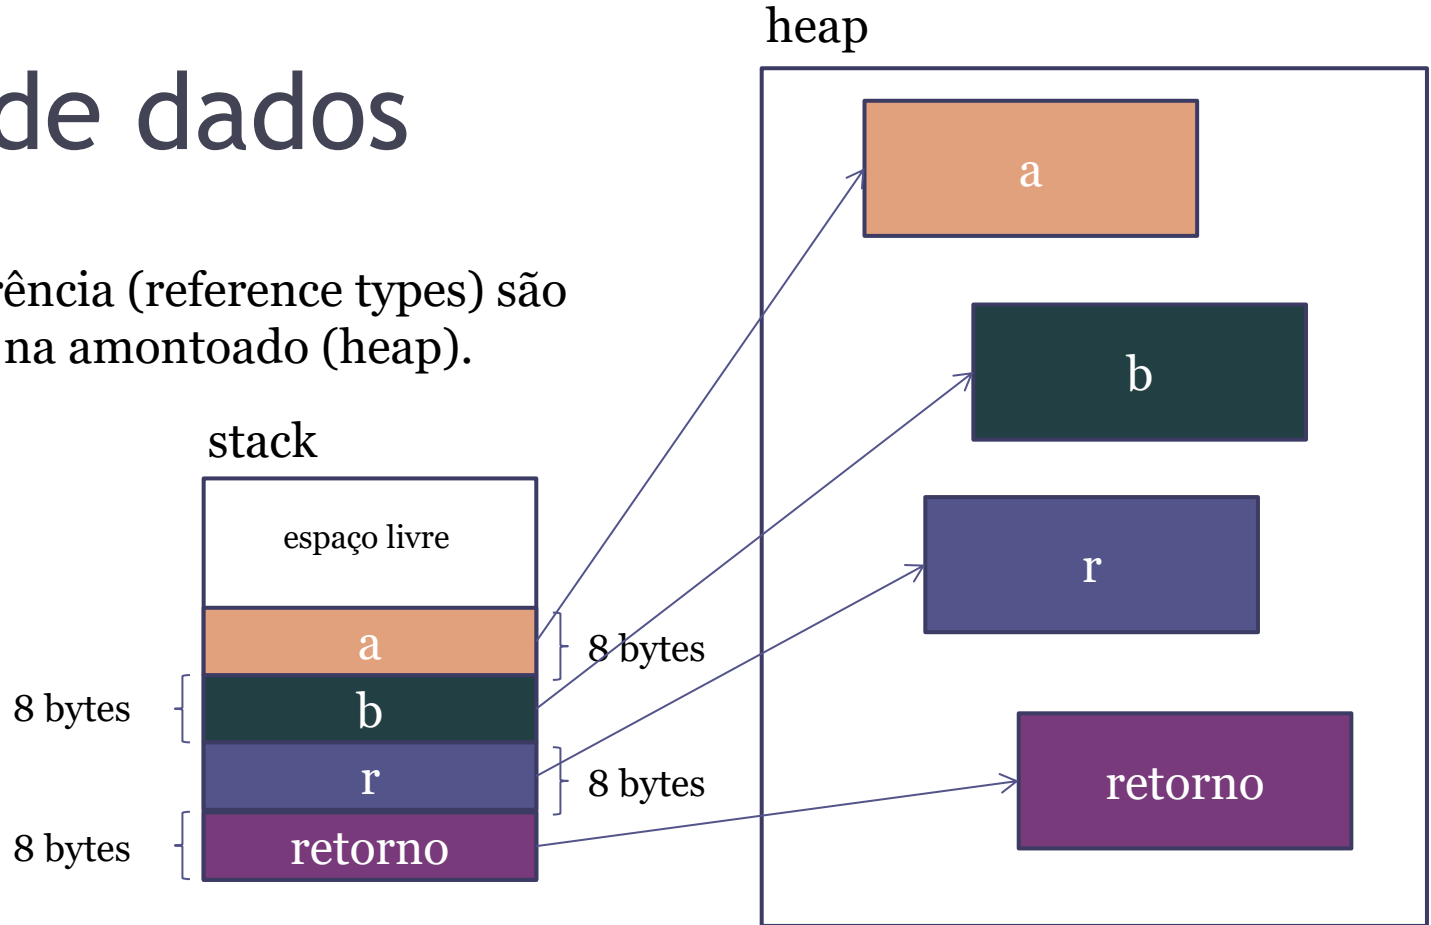 de dados
rência (reference types) são
na amontoado (heap).
heap
a
b
r
retorno
stack
espaço livre
a
8 bytes
8 bytes
b
r
8 bytes
8 bytes
retorno